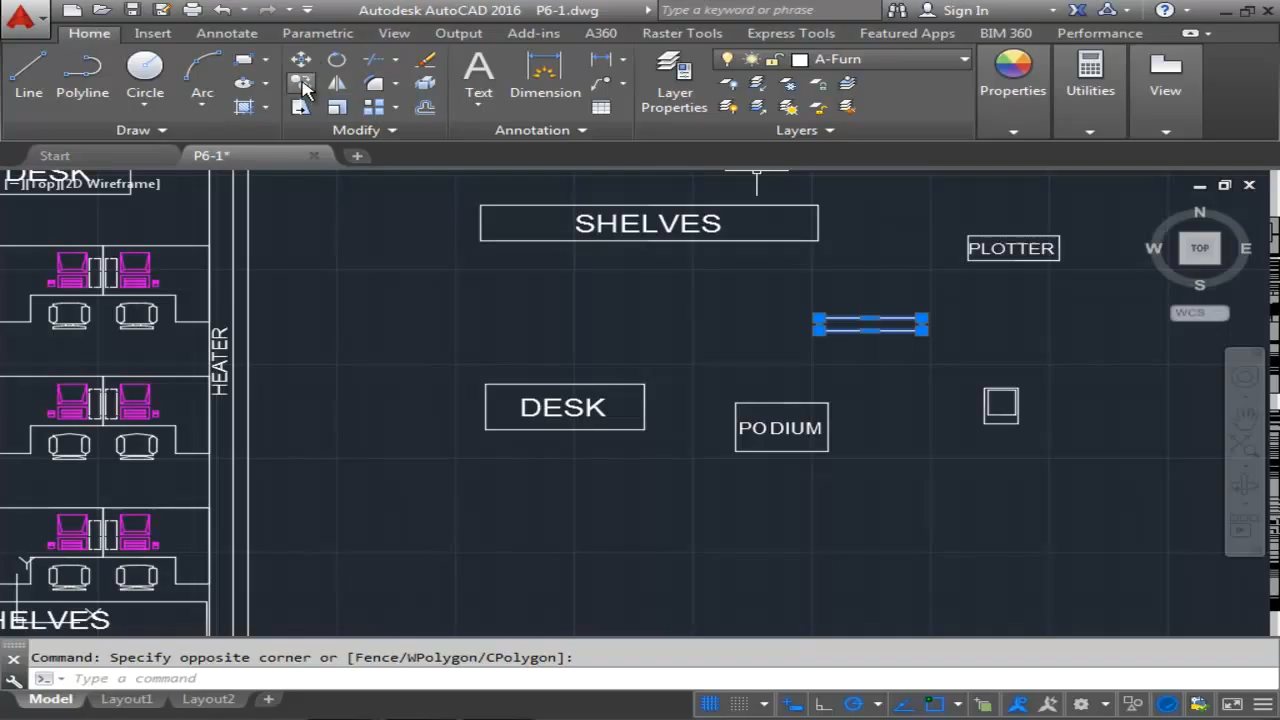 Autodesk AutoCAD 2016 P6-1.dwg
Type a keyword or phrase
Sign In
Home Insert Annotate Parametric View Output Add-ins A360 Raster Tools Express Tools Featured Apps BIM 360 Performance
Line Polyline Circle Arc
Text Dimension
Layer Properties
A-Furn
Properties Utilities View
Draw Modify Annotation Layers
Start P6-1*
[−][Top][2D Wireframe]
DESK
SHELVES
PLOTTER
N
W TOP E
S
WCS
HEATER
DESK
PODIUM
Y
X
HELVES
Command: Specify opposite corner or [Fence/WPolygon/CPolygon]:
Type a command
Model Layout1 Layout2